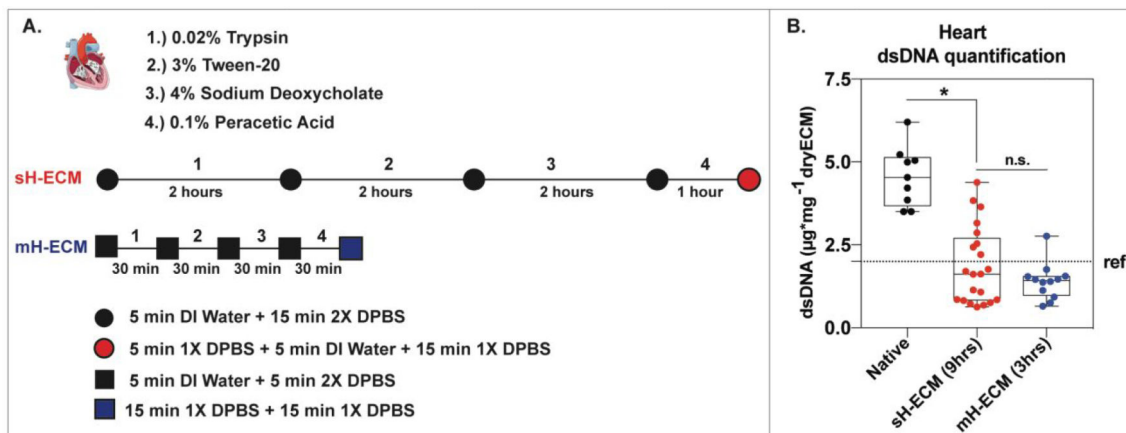 A.
1.) 0.02% Trypsin
2.) 3% Tween-20
3.) 4% Sodium Deoxycholate
4.) 0.1% Peracetic Acid
sH-ECM
1 2 3 4
2 hours 2 hours 2 hours 1 hour
mH-ECM
1 2 3 4
30 min 30 min 30 min 30 min
5 min DI Water + 15 min 2X DPBS
5 min 1X DPBS + 5 min DI Water + 15 min 1X DPBS
5 min DI Water + 5 min 2X DPBS
15 min 1X DPBS + 15 min 1X DPBS
B.
Heart
dsDNA quantification
dsDNA (µg*mg⁻¹ dryECM)
7.5
5.0
2.5
0.0
*
n.s.
ref
Native
sH-ECM (9hrs)
mH-ECM (3hrs)